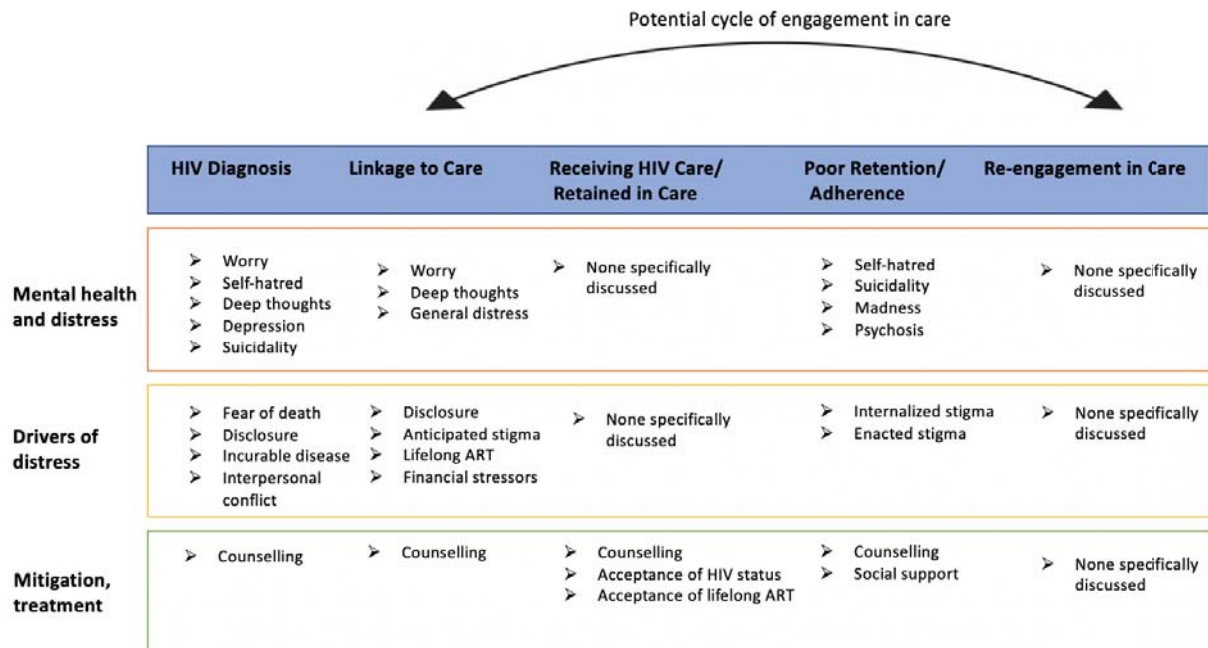 Potential cycle of engagement in care
HIV Diagnosis
Linkage to Care
Receiving HIV Care/
Retained in Care
Poor Retention/
Adherence
Re-engagement in Care
Mental health
and distress
➢ Worry
➢ Self-hatred
➢ Deep thoughts
➢ Depression
➢ Suicidality
➢ Worry
➢ Deep thoughts
➢ General distress
➢ None specifically
discussed
➢ Self-hatred
➢ Suicidality
➢ Madness
➢ Psychosis
➢ None specifically
discussed
Drivers of
distress
➢ Fear of death
➢ Disclosure
➢ Incurable disease
➢ Interpersonal
conflict
➢ Disclosure
➢ Anticipated stigma
➢ Lifelong ART
➢ Financial stressors
➢ None specifically
discussed
➢ Internalized stigma
➢ Enacted stigma
➢ None specifically
discussed
Mitigation,
treatment
➢ Counselling
➢ Counselling
➢ Counselling
➢ Acceptance of HIV status
➢ Acceptance of lifelong ART
➢ Counselling
➢ Social support
➢ None specifically
discussed